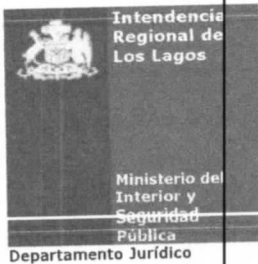 Intendencia
Regional de
Los Lagos
Ministerio del
Interior y
Seguridad
Pública
Departamento Jurídico